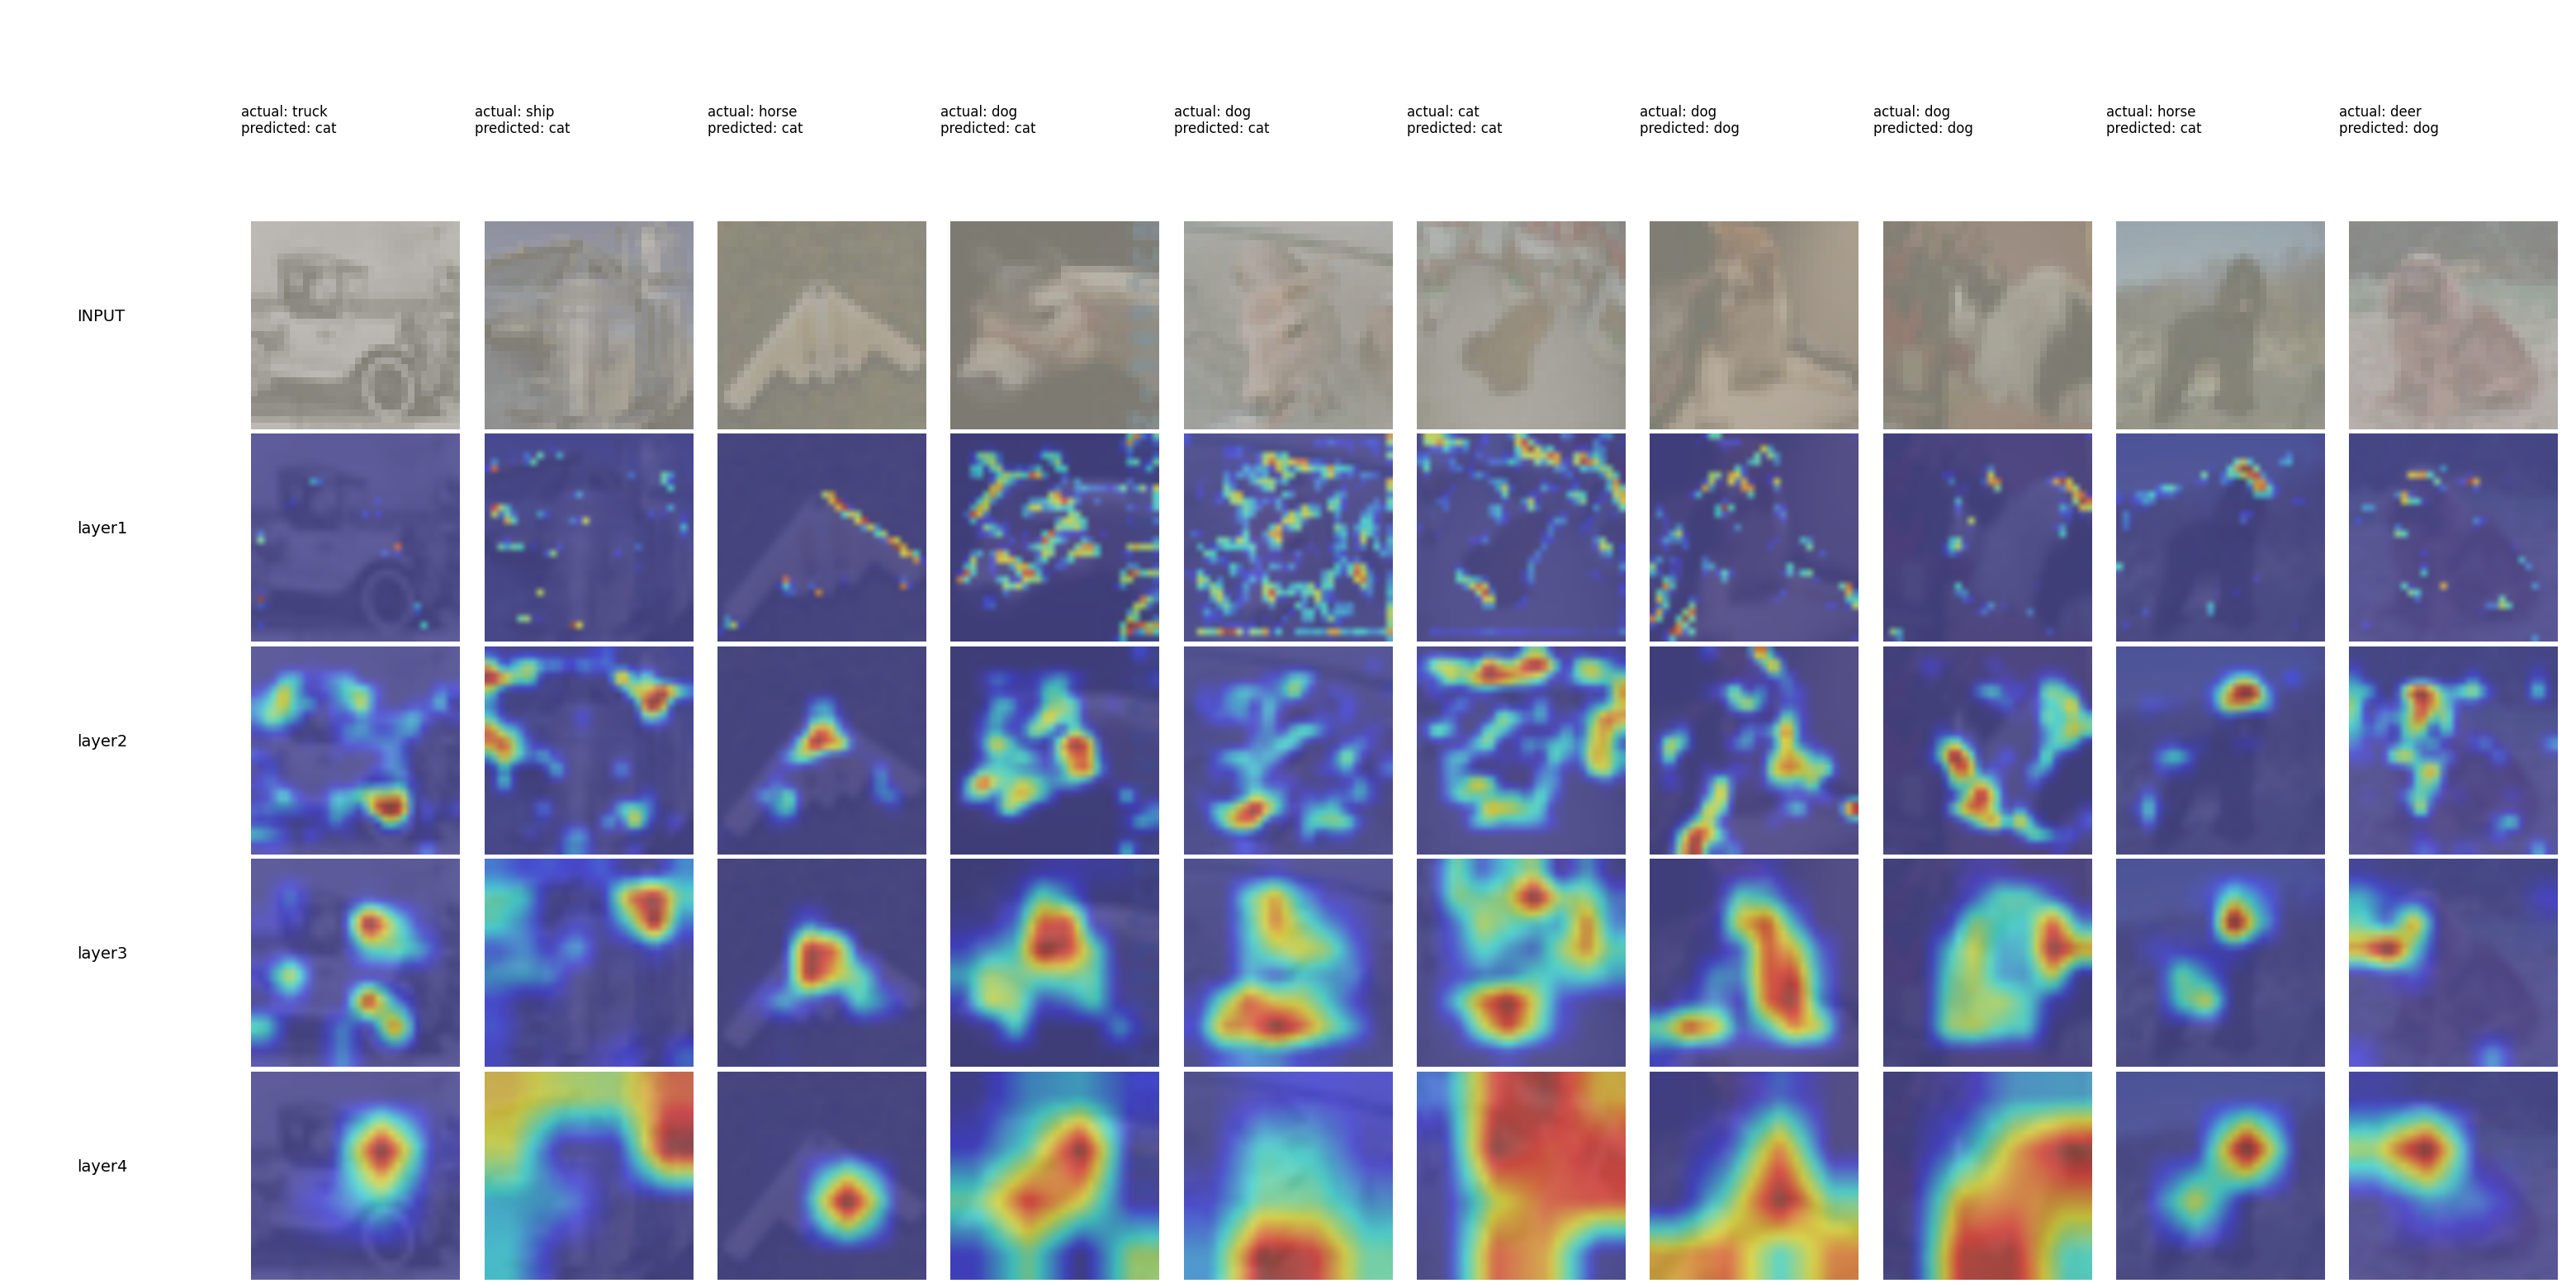 actual: truck
predicted: cat
actual: ship
predicted: cat
actual: horse
predicted: cat
actual: dog
predicted: cat
actual: dog
predicted: cat
actual: cat
predicted: cat
actual: dog
predicted: dog
actual: dog
predicted: dog
actual: horse
predicted: cat
actual: deer
predicted: dog
INPUT
layer1
layer2
layer3
layer4